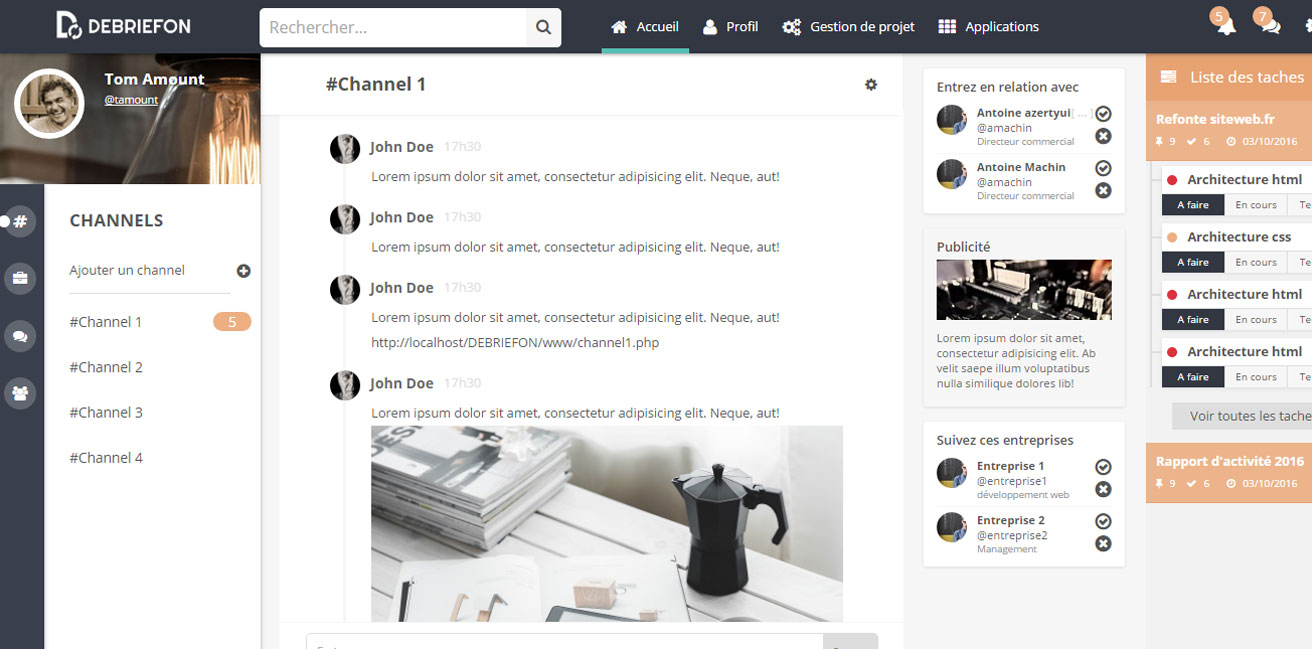 DEBRIEFON
Rechercher...
Accueil
Profil
Gestion de projet
Applications
5
7
Tom Amount
@tamount
#
CHANNELS
Ajouter un channel
#Channel 1
5
#Channel 2
#Channel 3
#Channel 4
#Channel 1
John Doe 17h30
Lorem ipsum dolor sit amet, consectetur adipisicing elit. Neque, aut!
John Doe 17h30
Lorem ipsum dolor sit amet, consectetur adipisicing elit. Neque, aut!
John Doe 17h30
Lorem ipsum dolor sit amet, consectetur adipisicing elit. Neque, aut!
http://localhost/DEBRIEFON/www/channel1.php
John Doe 17h30
Lorem ipsum dolor sit amet, consectetur adipisicing elit. Neque, aut!
Entrez en relation avec
Antoine azertyui[ ... ]
@amachin
Directeur commercial
Antoine Machin
@amachin
Directeur commercial
Publicité
Lorem ipsum dolor sit amet,
consectetur adipisicing elit. Ab
velit saepe illum voluptatibus
nulla similique dolores lib!
Suivez ces entreprises
Entreprise 1
@entreprise1
développement web
Entreprise 2
@entreprise2
Management
Liste des taches
Refonte siteweb.fr
9 6 03/10/2016
Architecture html
A faire En cours Te
Architecture css
A faire En cours Te
Architecture html
A faire En cours Te
Architecture html
A faire En cours Te
Voir toutes les tache
Rapport d'activité 2016
9 6 03/10/2016